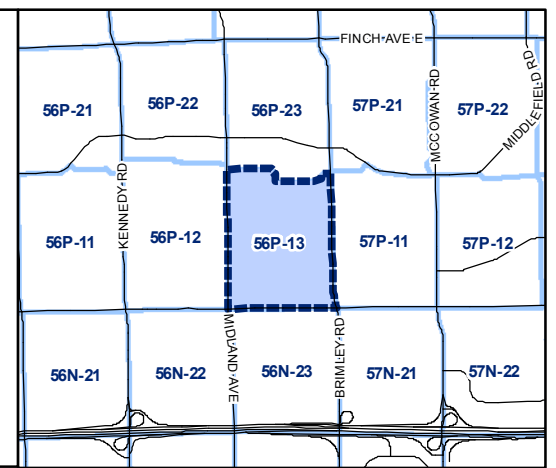 FINCH AVE E
56P-21
56P-22
56P-23
57P-21
57P-22
MCCOWAN RD
MIDDLEFIELD RD
KENNEDY RD
56P-11
56P-12
56P-13
57P-11
57P-12
MIDLAND AVE
BRIMLEY RD
56N-21
56N-22
56N-23
57N-21
57N-22